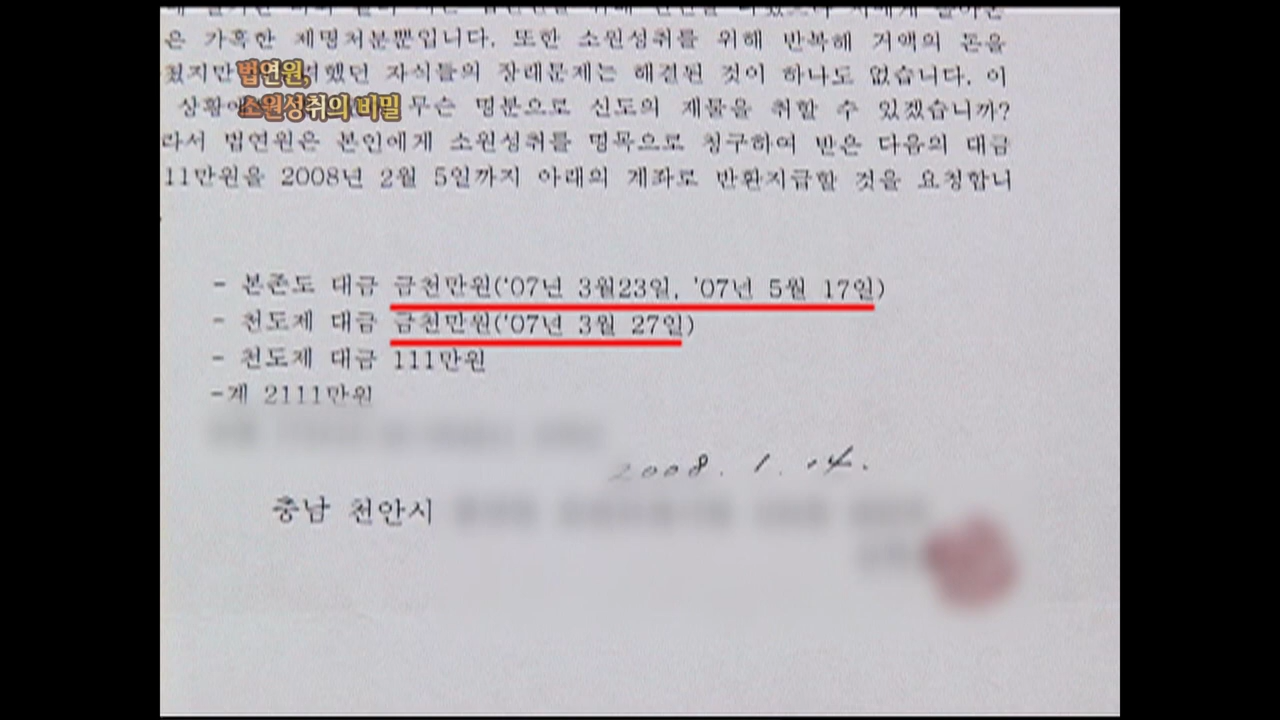 은 가혹한 제명처분뿐입니다. 또한 소원성취를 위해 반복해 거액의 돈을
자식들의 장래문제는 해결된 것이 하나도 없습니다. 이
법연원,
소원성취의 비밀
상황 무슨 명분으로 신도의 재물을 취할 수 있겠습니까?
라서 법연원은 본인에게 소원성취를 명목으로 청구하여 받은 다음의 대금
11만원을 2008년 2월 5일까지 아래의 계좌로 반환지급할 것을 요청합니
- 본존도 대금 금천만원('07년 3월23일, '07년 5월 17일)
- 천도제 대금 금천만원('07년 3월 27일)
- 천도제 대금 111만원
-계 2111만원
2008. 1. 14.
충남 천안시